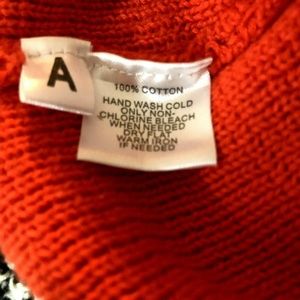 A
100% COTTON
HAND WASH COLD
ONLY NON-
CHLORINE BLEACH
WHEN NEEDED
DRY FLAT
WARM IRON
IF NEEDED